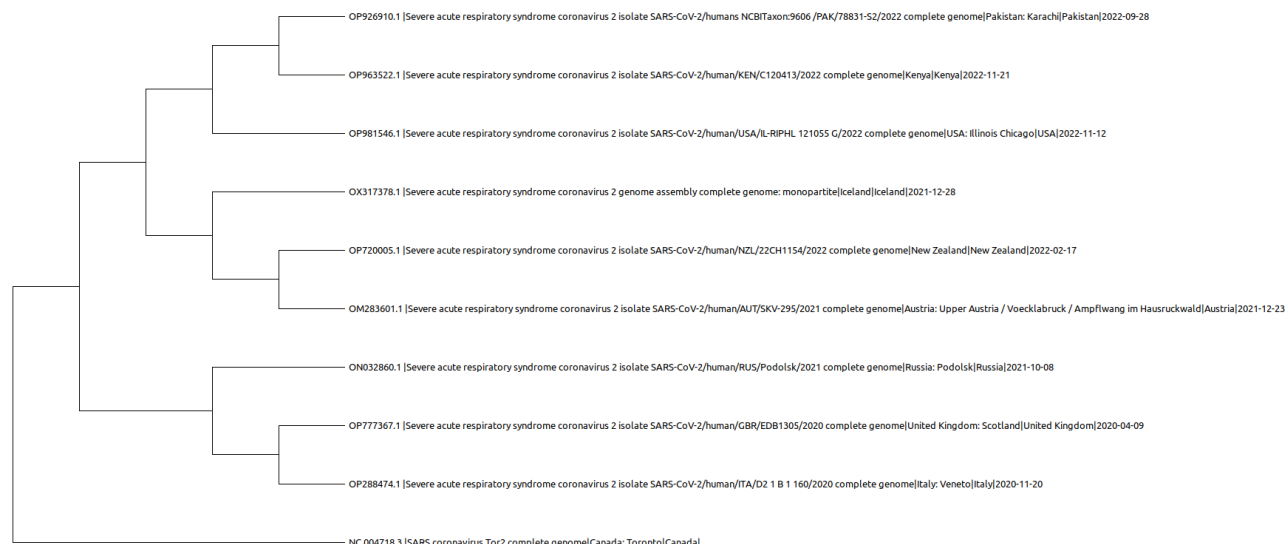 OP926910.1 |Severe acute respiratory syndrome coronavirus 2 isolate SARS-CoV-2/humans NCBITaxon:9606 /PAK/78831-S2/2022 complete genome|Pakistan: Karachi|Pakistan|2022-09-28
OP963522.1 |Severe acute respiratory syndrome coronavirus 2 isolate SARS-CoV-2/human/KEN/C120413/2022 complete genome|Kenya|Kenya|2022-11-21
OP981546.1 |Severe acute respiratory syndrome coronavirus 2 isolate SARS-CoV-2/human/USA/IL-RIPHL 121055 G/2022 complete genome|USA: Illinois Chicago|USA|2022-11-12
OX317378.1 |Severe acute respiratory syndrome coronavirus 2 genome assembly complete genome: monopartite|Iceland|Iceland|2021-12-28
OP720005.1 |Severe acute respiratory syndrome coronavirus 2 isolate SARS-CoV-2/human/NZL/22CH1154/2022 complete genome|New Zealand|New Zealand|2022-02-17
OM283601.1 |Severe acute respiratory syndrome coronavirus 2 isolate SARS-CoV-2/human/AUT/SKV-295/2021 complete genome|Austria: Upper Austria / Voecklabruck / Ampflwang im Hausruckwald|Austria|2021-12-23
ON032860.1 |Severe acute respiratory syndrome coronavirus 2 isolate SARS-CoV-2/human/RUS/Podolsk/2021 complete genome|Russia: Podolsk|Russia|2021-10-08
OP777367.1 |Severe acute respiratory syndrome coronavirus 2 isolate SARS-CoV-2/human/GBR/EDB1305/2020 complete genome|United Kingdom: Scotland|United Kingdom|2020-04-09
OP288474.1 |Severe acute respiratory syndrome coronavirus 2 isolate SARS-CoV-2/human/ITA/D2 1 B 1 160/2020 complete genome|Italy: Veneto|Italy|2020-11-20
NC 004718.3 |SARS coronavirus Tor2 complete genome|Canada: Toronto|Canada|